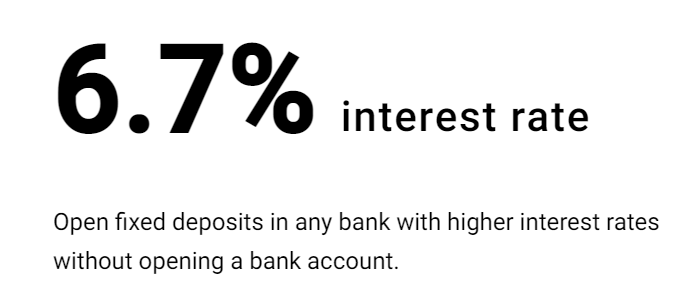 6.7% interest rate
Open fixed deposits in any bank with higher interest rates
without opening a bank account.